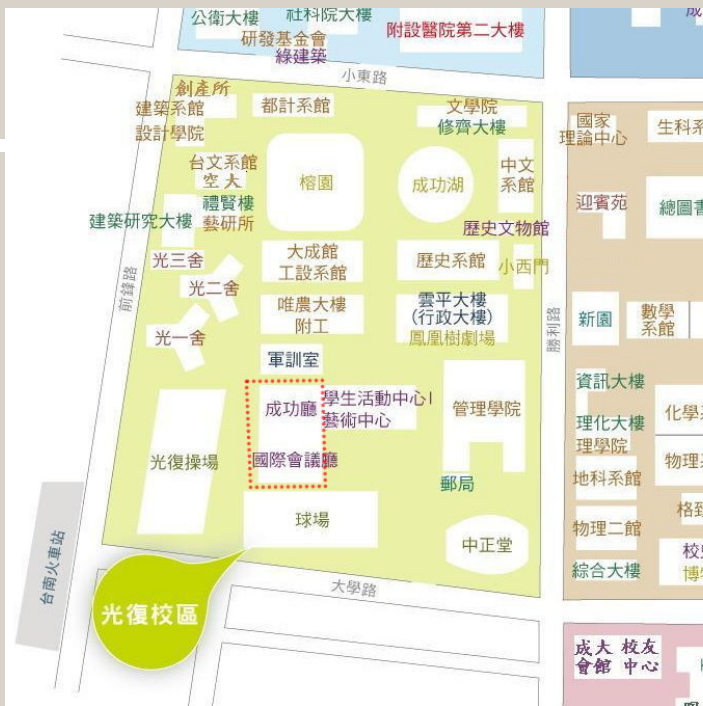 公衛大樓
社科院大樓
研發基金會
綠建築
附設醫院第二大樓
成
小東路
創產所
建築系館
設計學院
都計系館
文學院
修齊大樓
國家
理論中心
生科系
台文系館
空大
榕園
成功湖
中文
系館
禮賢樓
藝研所
建築研究大樓
歷史文物館
迎賓苑
總圖書
光三舍
大成館
工設系館
歷史系館
小西門
前鋒路
光二舍
唯農大樓
附工
雲平大樓
(行政大樓)
鳳凰樹劇場
勝利路
新園
數學
系館
光一舍
軍訓室
成功廳
學生活動中心I
藝術中心
管理學院
資訊大樓
理化大樓
理學院
化學系
光復操場
國際會議廳
郵局
地科系館
物理系
球場
中正堂
物理二館
格致
綜合大樓
校史
博物
台南火車站
大學路
光復校區
成大 校友
會館 中心